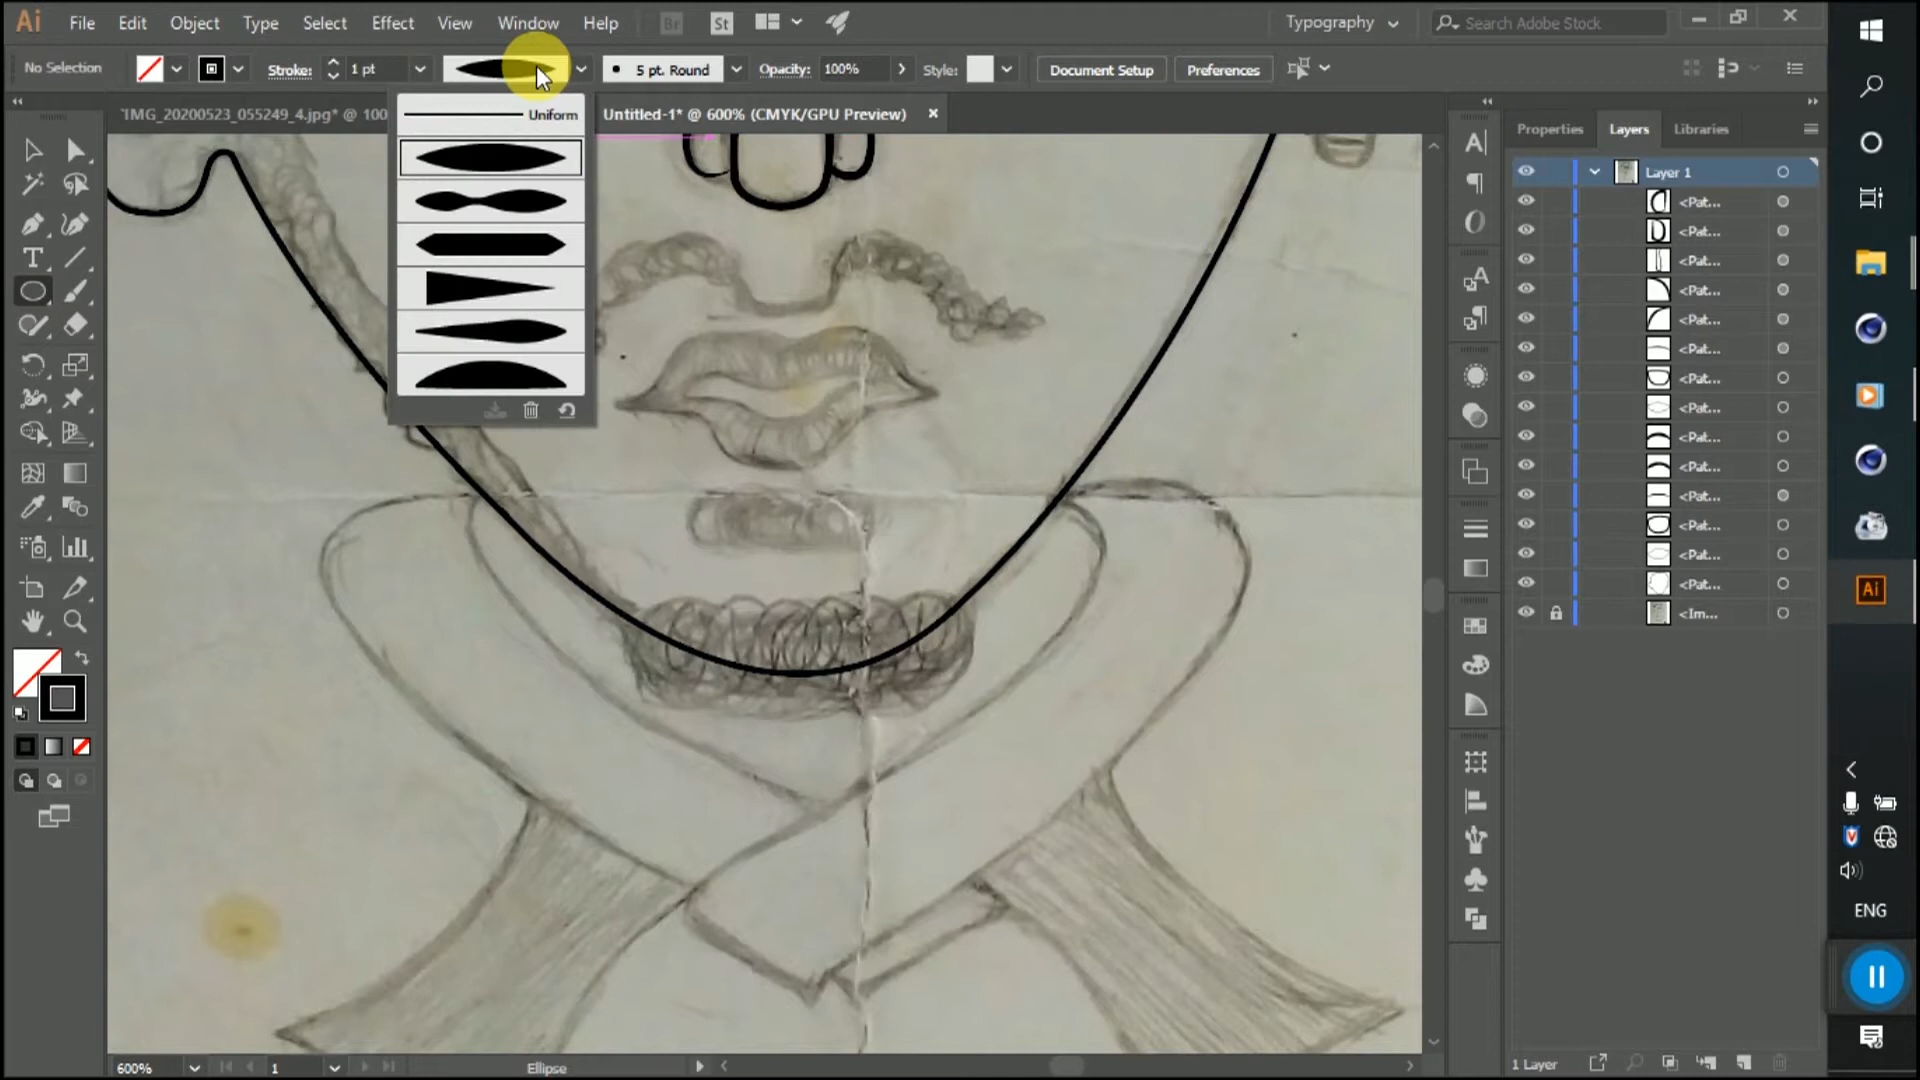 Ai File Edit Object Type Select Effect View Window Help Br St Typography Search Adobe Stock
No Selection Stroke: 1 pt 5 pt. Round Opacity: 100% Style: Document Setup Preferences
*IMG_20200523_055249_4.jpg* @ 100 Untitled-1* @ 600% (CMYK/GPU Preview)
Uniform
Properties Layers Libraries
Layer 1
<Pat...
<Pat...
<Pat...
<Pat...
<Pat...
<Pat...
<Pat...
<Pat...
<Pat...
<Pat...
<Pat...
<Pat...
<Pat...
<Pat...
<Im...
Ai
ENG
600% 1 Ellipse
1 Layer